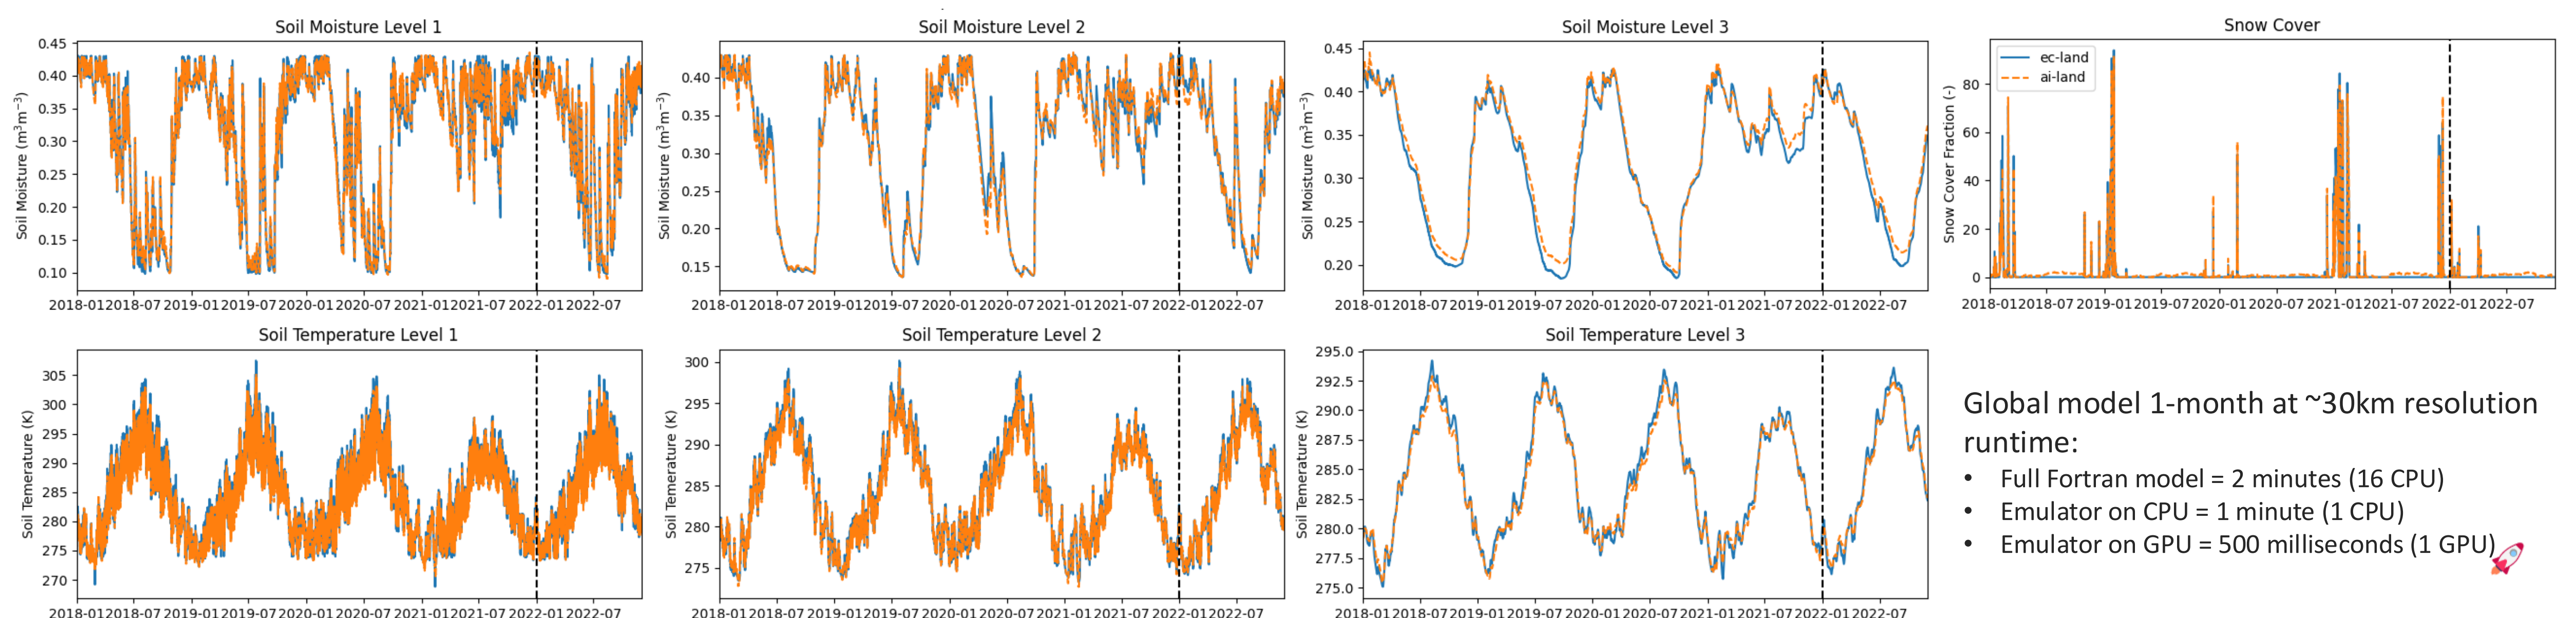 Soil Moisture Level 1
Soil Moisture (m³m⁻³)
0.45
0.40
0.35
0.30
0.25
0.20
0.15
0.10
2018-01 2018-07 2019-01 2019-07 2020-01 2020-07 2021-01 2021-07 2022-01 2022-07
Soil Moisture Level 2
Soil Moisture (m³m⁻³)
0.40
0.35
0.30
0.25
0.20
0.15
2018-01 2018-07 2019-01 2019-07 2020-01 2020-07 2021-01 2021-07 2022-01 2022-07
Soil Moisture Level 3
Soil Moisture (m³m⁻³)
0.45
0.40
0.35
0.30
0.25
0.20
2018-01 2018-07 2019-01 2019-07 2020-01 2020-07 2021-01 2021-07 2022-01 2022-07
Snow Cover
ec-land
ai-land
Snow Cover Fraction (-)
80
60
40
20
0
2018-01 2018-07 2019-01 2019-07 2020-01 2020-07 2021-01 2021-07 2022-01 2022-07
Soil Temperature Level 1
Soil Temerature (K)
305
300
295
290
285
280
275
270
2018-01 2018-07 2019-01 2019-07 2020-01 2020-07 2021-01 2021-07 2022-01 2022-07
Soil Temperature Level 2
Soil Temerature (K)
300
295
290
285
280
275
2018-01 2018-07 2019-01 2019-07 2020-01 2020-07 2021-01 2021-07 2022-01 2022-07
Soil Temperature Level 3
Soil Temerature (K)
295.0
292.5
290.0
287.5
285.0
282.5
280.0
277.5
275.0
2018-01 2018-07 2019-01 2019-07 2020-01 2020-07 2021-01 2021-07 2022-01 2022-07
Global model 1-month at ~30km resolution
runtime:
• Full Fortran model = 2 minutes (16 CPU)
• Emulator on CPU = 1 minute (1 CPU)
• Emulator on GPU = 500 milliseconds (1 GPU)